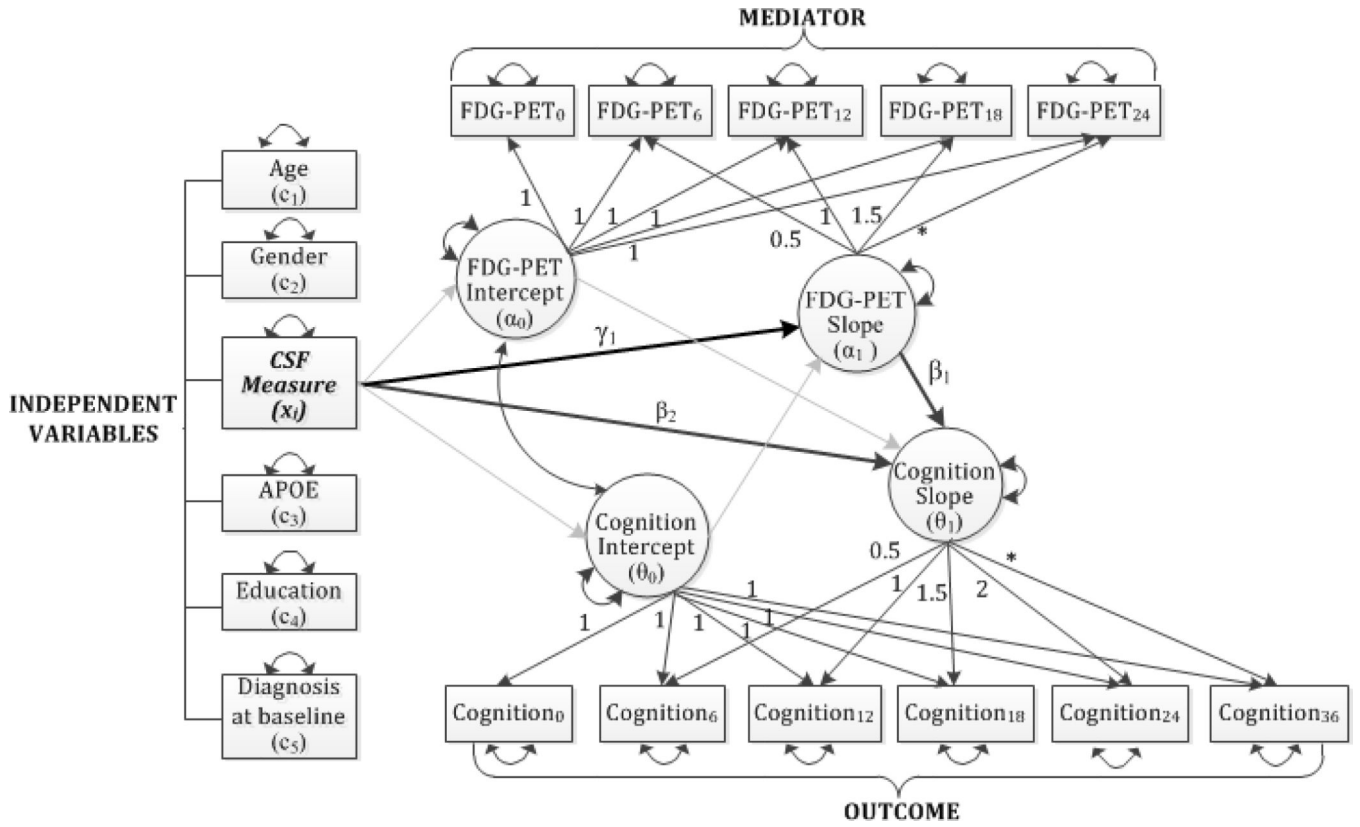 MEDIATOR
FDG-PET₀
FDG-PET₆
FDG-PET₁₂
FDG-PET₁₈
FDG-PET₂₄
Age
(c₁)
Gender
(c₂)
CSF
Measure
(xᵢ)
APOE
(c₃)
Education
(c₄)
Diagnosis
at baseline
(c₅)
INDEPENDENT
VARIABLES
1
1
1
1
1
0.5
1
1.5
*
FDG-PET
Intercept
(α₀)
FDG-PET
Slope
(α₁ )
γ₁
β₁
β₂
Cognition
Intercept
(θ₀)
Cognition
Slope
(θ₁)
1
1
1
1
1
1
0.5
1
1.5
2
*
Cognition₀
Cognition₆
Cognition₁₂
Cognition₁₈
Cognition₂₄
Cognition₃₆
OUTCOME